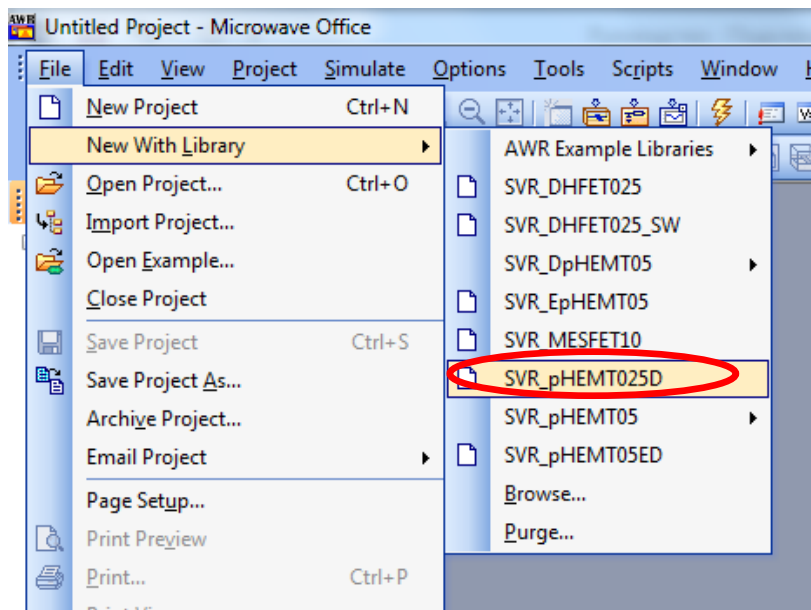 AWR Untitled Project - Microwave Office
File Edit View Project Simulate Options Tools Scripts Window
New Project Ctrl+N
New With Library
Open Project... Ctrl+O
Import Project...
Open Example...
Close Project
Save Project Ctrl+S
Save Project As...
Archive Project...
Email Project
Page Setup...
Print Preview
Print... Ctrl+P
AWR Example Libraries
SVR_DHFET025
SVR_DHFET025_SW
SVR_DpHEMT05
SVR_EpHEMT05
SVR_MESFET10
SVR_pHEMT025D
SVR_pHEMT05
SVR_pHEMT05ED
Browse...
Purge...